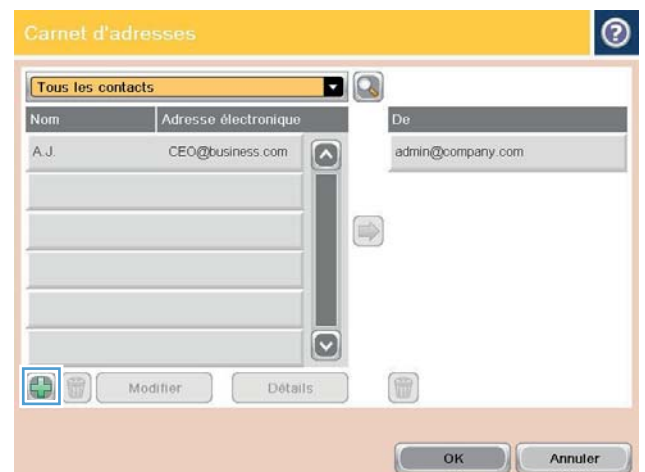 Carnet d'adresses
?
Tous les contacts
Nom Adresse électronique De
A.J. CEO@business.com admin@company.com
Modifier Détails
OK Annuler